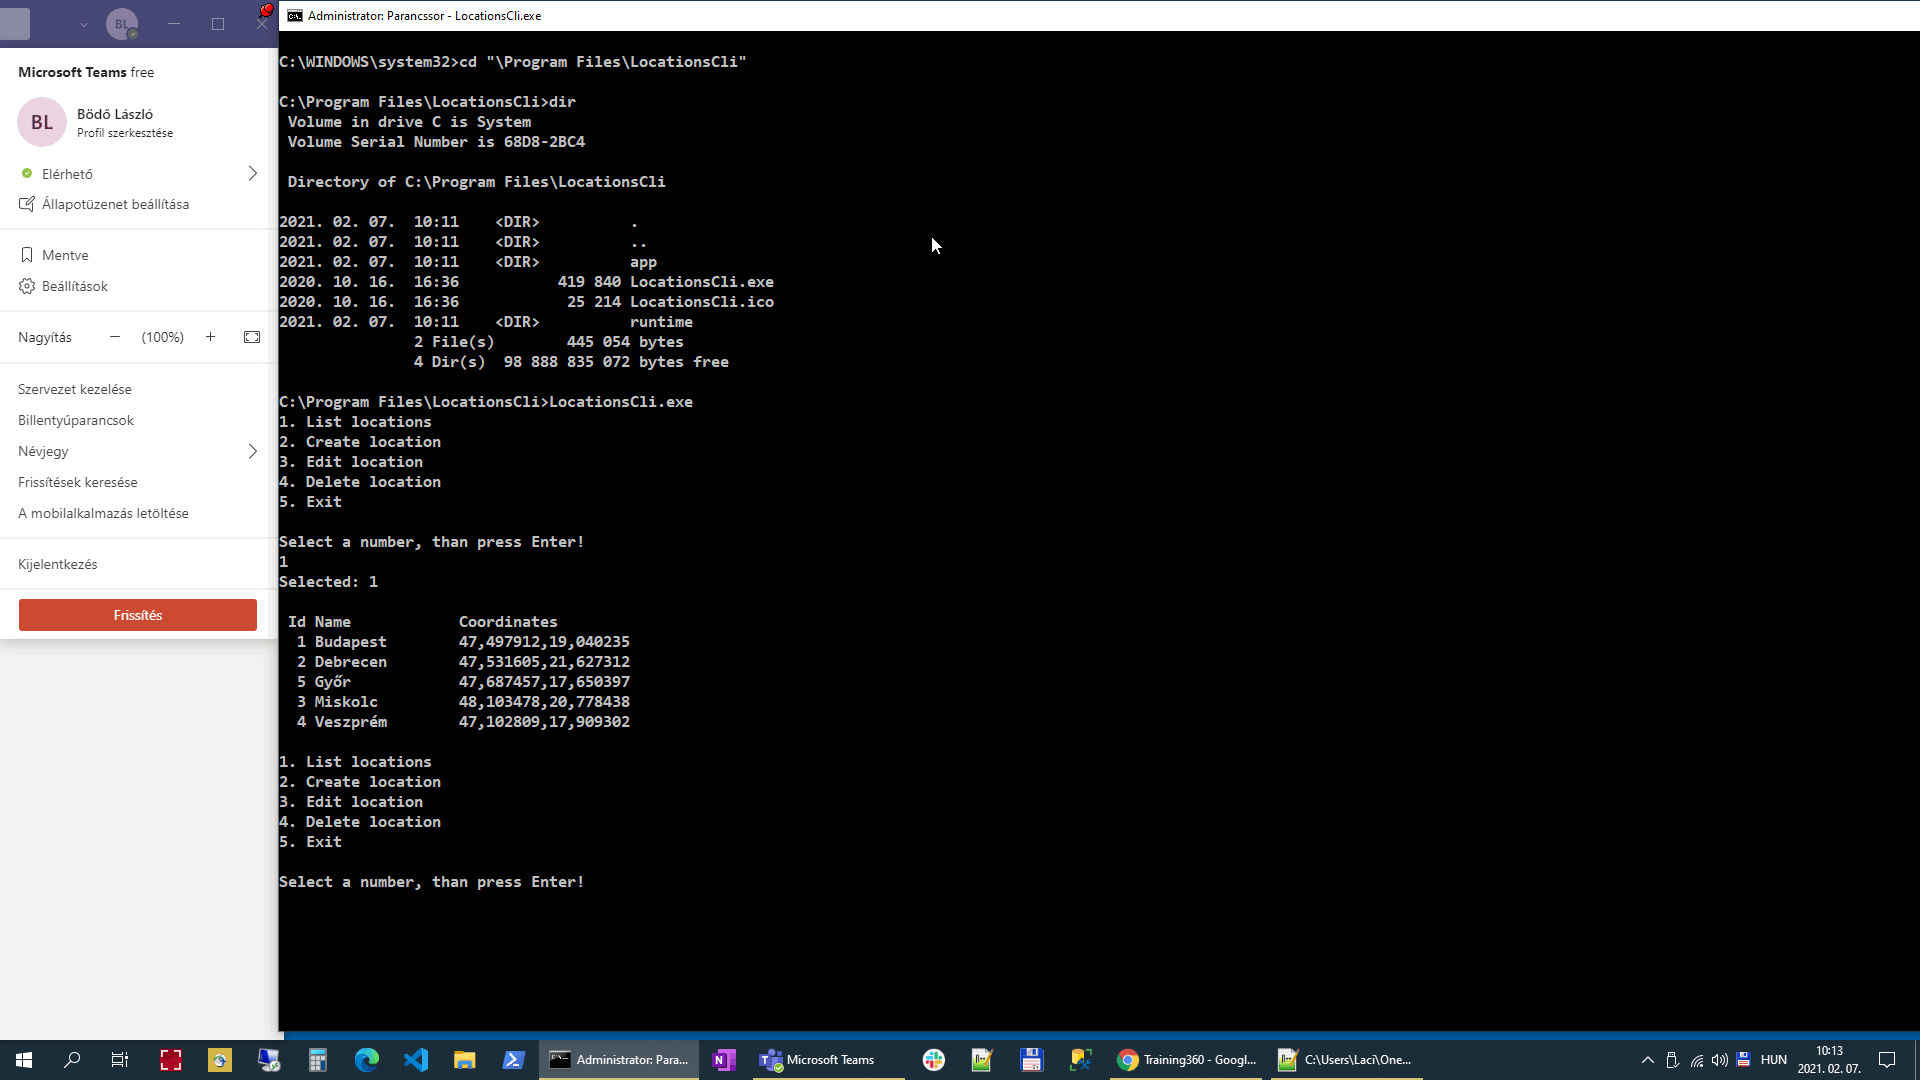 BL
Microsoft Teams free
BL
Bödő László
Profil szerkesztése
Elérhető
Állapotüzenet beállítása
Mentve
Beállítások
Nagyítás
(100%)
Szervezet kezelése
Billentyűparancsok
Névjegy
Frissítések keresése
A mobilalkalmazás letöltése
Kijelentkezés
Frissítés
Administrator: Parancssor - LocationsCli.exe
C:\WINDOWS\system32>cd "\Program Files\LocationsCli"
C:\Program Files\LocationsCli>dir
Volume in drive C is System
Volume Serial Number is 68D8-2BC4
Directory of C:\Program Files\LocationsCli
2021. 02. 07.  10:11    <DIR>          .
2021. 02. 07.  10:11    <DIR>          ..
2021. 02. 07.  10:11    <DIR>          app
2020. 10. 16.  16:36           419 840 LocationsCli.exe
2020. 10. 16.  16:36            25 214 LocationsCli.ico
2021. 02. 07.  10:11    <DIR>          runtime
2 File(s)        445 054 bytes
4 Dir(s)  98 888 835 072 bytes free
C:\Program Files\LocationsCli>LocationsCli.exe
1. List locations
2. Create location
3. Edit location
4. Delete location
5. Exit
Select a number, than press Enter!
1
Selected: 1
Id Name            Coordinates
1 Budapest        47,497912,19,040235
2 Debrecen        47,531605,21,627312
5 Győr            47,687457,17,650397
3 Miskolc         48,103478,20,778438
4 Veszprém        47,102809,17,909302
1. List locations
2. Create location
3. Edit location
4. Delete location
5. Exit
Select a number, than press Enter!
Administrator: Para...
Microsoft Teams
Training360 - Googl...
C:\Users\Laci\One...
HUN
10:13
2021. 02. 07.